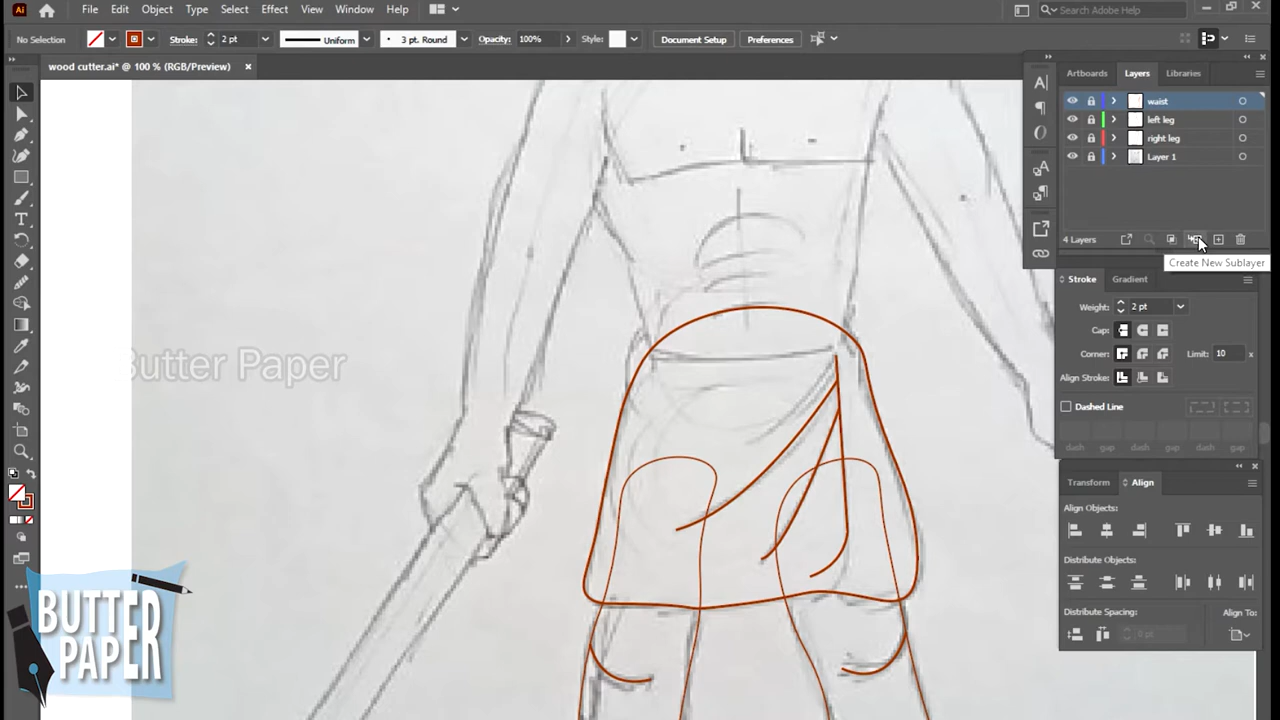 Ai File Edit Object Type Select Effect View Window Help Search Adobe Help
No Selection Stroke: 2 pt Uniform 3 pt. Round Opacity: 100% Style: Document Setup Preferences
wood cutter.ai* @ 100 % (RGB/Preview) ×
Artboards Layers Libraries
waist
left leg
right leg
Layer 1
4 Layers
Create New Sublayer
Stroke Gradient
Weight: 2 pt
Cap:
Corner: Limit: 10 x
Align Stroke:
Dashed Line
dash gap dash gap dash gap
Transform Align
Align Objects:
Distribute Objects:
Distribute Spacing: Align To:
0 pt
Butter Paper
BUTTER
PAPER